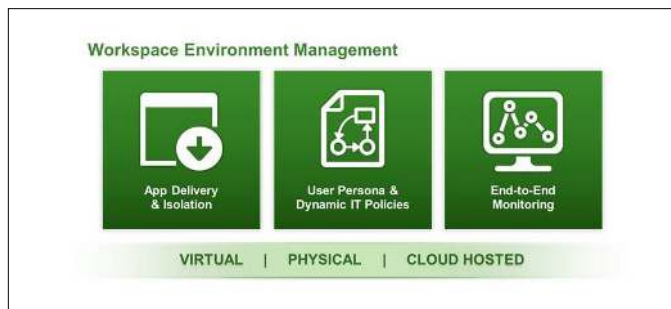 Workspace Environment Management
App Delivery
& Isolation
User Persona &
Dynamic IT Policies
End-to-End
Monitoring
VIRTUAL | PHYSICAL | CLOUD HOSTED